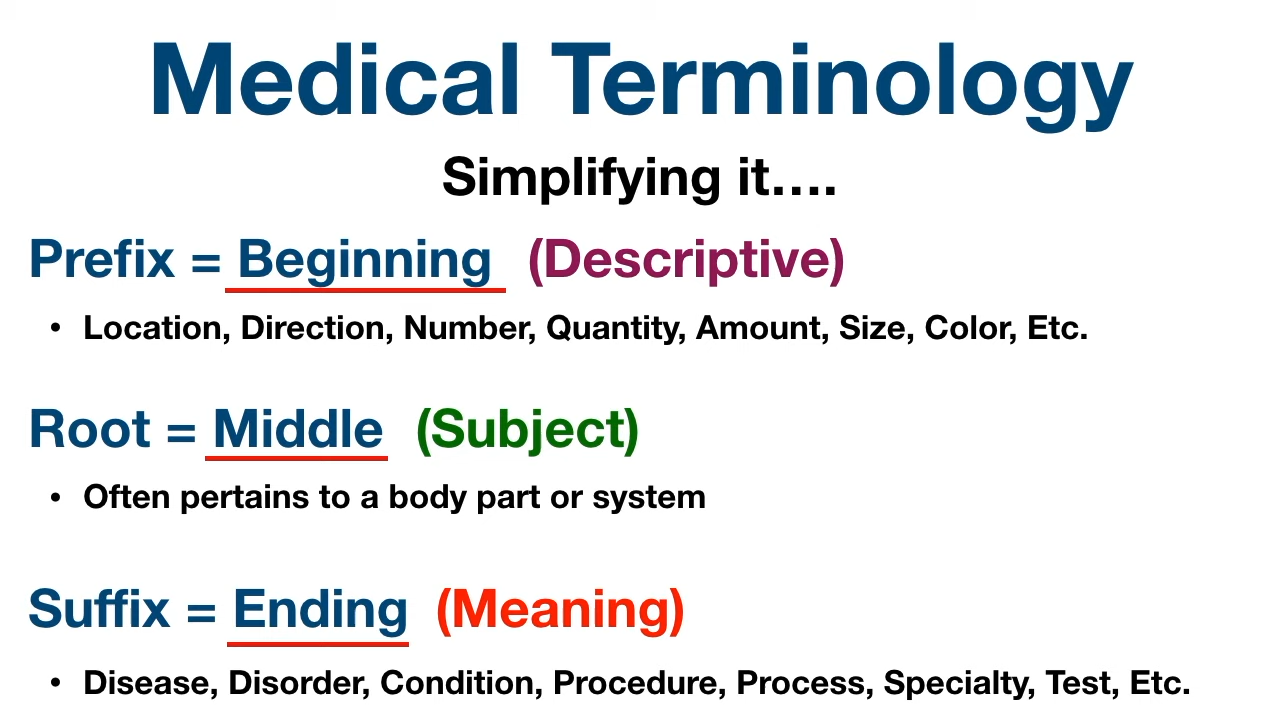 Medical Terminology
Simplifying it....
Prefix = Beginning (Descriptive)
• Location, Direction, Number, Quantity, Amount, Size, Color, Etc.
Root = Middle (Subject)
• Often pertains to a body part or system
Suffix = Ending (Meaning)
• Disease, Disorder, Condition, Procedure, Process, Specialty, Test, Etc.